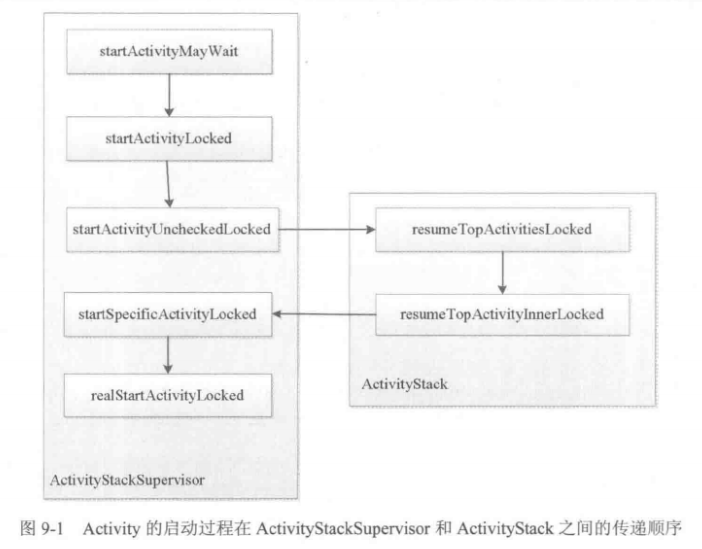 startActivityMayWait
startActivityLocked
startActivityUncheckedLocked
resumeTopActivitiesLocked
startSpecificActivityLocked
resumeTopActivityInnerLocked
realStartActivityLocked
ActivityStack
ActivityStackSupervisor
图 9-1 Activity 的启动过程在 ActivityStackSupervisor 和 ActivityStack 之间的传递顺序